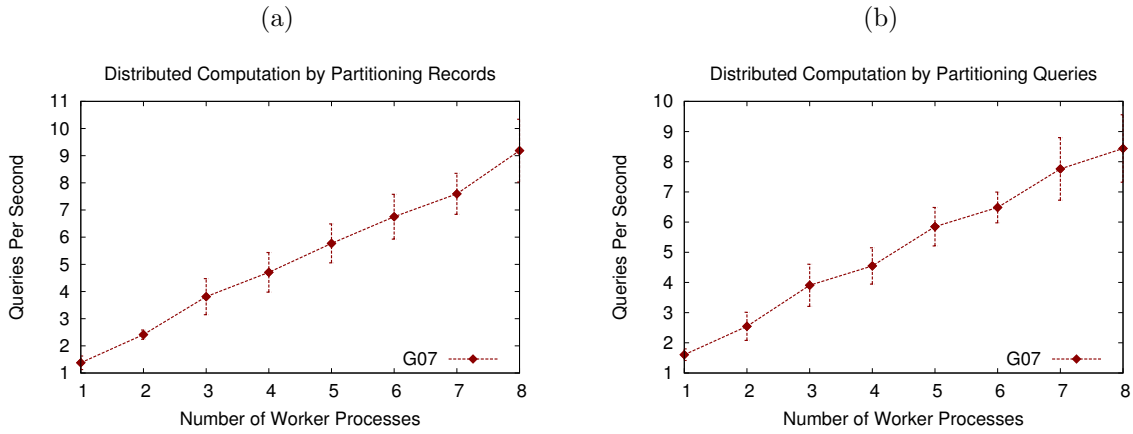 (a)
Distributed Computation by Partitioning Records
11
10
9
8
7
6
5
4
3
2
1
Queries Per Second
G07
1 2 3 4 5 6 7 8
Number of Worker Processes
(b)
Distributed Computation by Partitioning Queries
10
9
8
7
6
5
4
3
2
1
Queries Per Second
G07
1 2 3 4 5 6 7 8
Number of Worker Processes